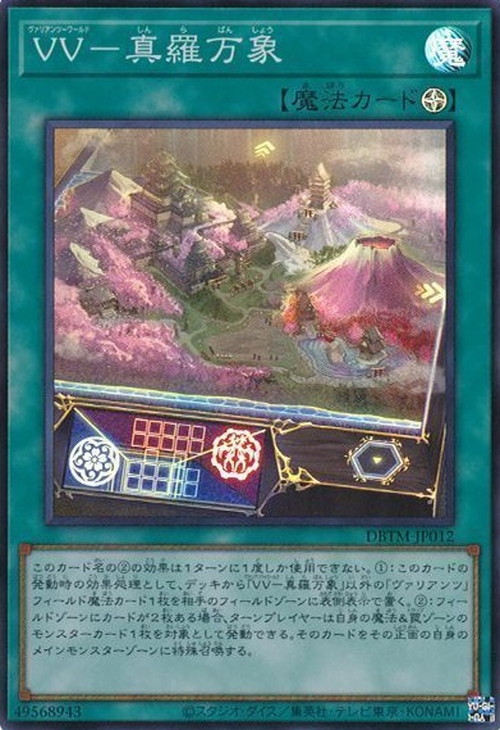 ヴァリアンツーワールド
VV－真羅万象
魔
【魔法カード】
DBTM-JP012
このカード名の②の効果は1ターンに1度しか使用できない。①：このカードの
発動時の効果処理として、デッキから「VV－真羅万象」以外の「ヴァリアンツ」
フィールド魔法カード1枚を相手のフィールドゾーンに表側表示で置く。②：フィー
ルドゾーンにカードが2枚ある場合、ターンプレイヤーは自身の魔法＆罠ゾーンの
モンスターカード1枚を対象として発動できる。そのカードをその正面の自身の
メインモンスターゾーンに特殊召喚する。
49568943
©スタジオ・ダイス／集英社・テレビ東京・KONAMI